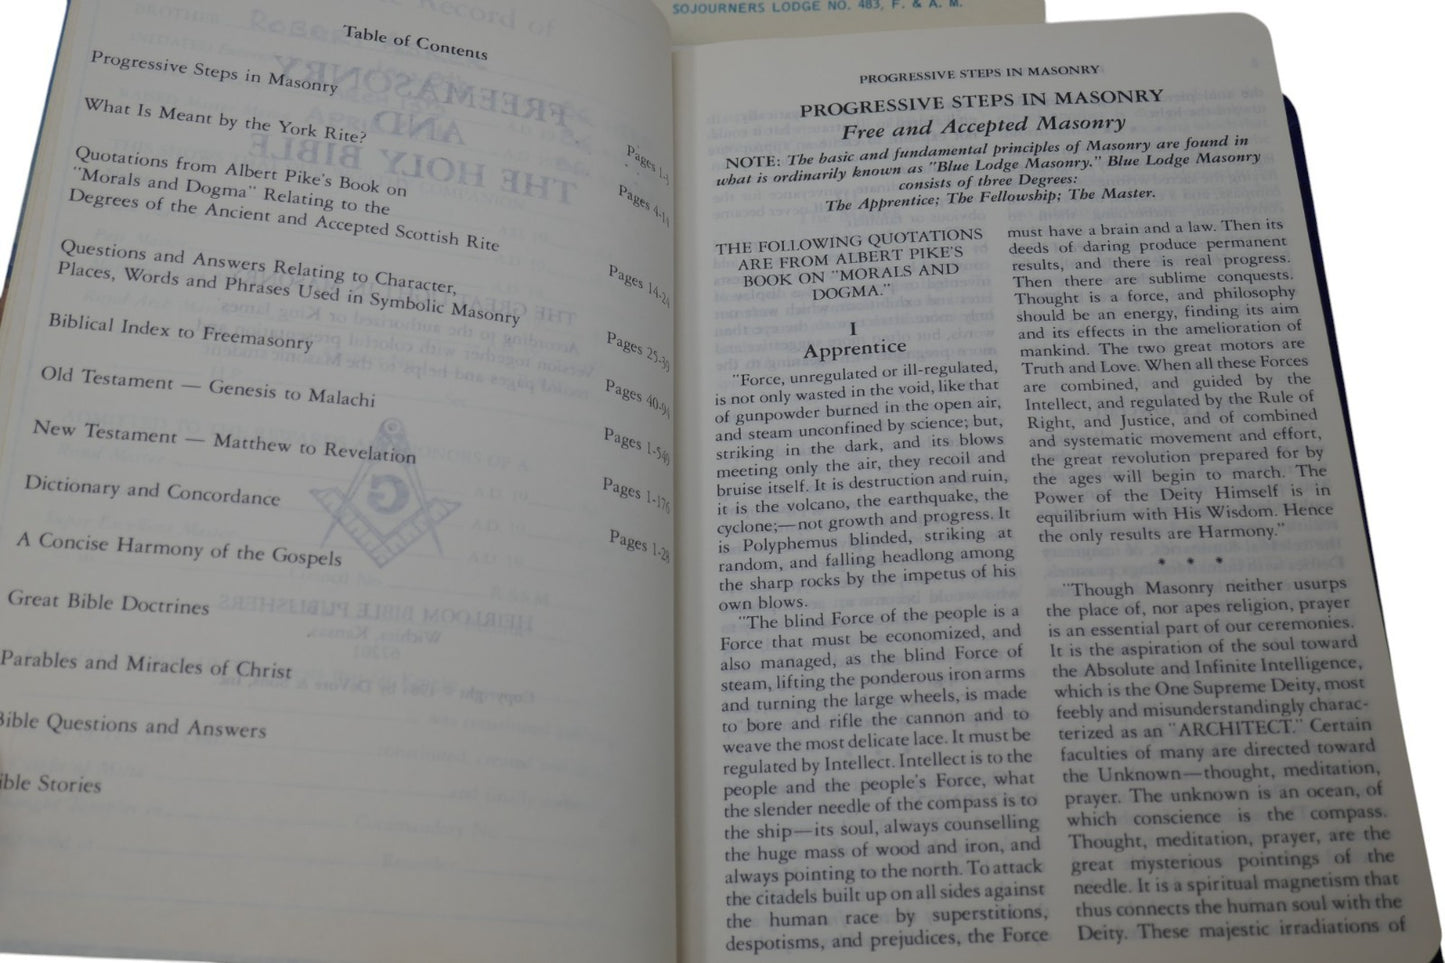 SOJOURNERS LODGE NO. 483, F. & A. M.
Table of Contents
Progressive Steps in Masonry
Pages 1-3
What Is Meant by the York Rite?
Pages 4-14
Quotations from Albert Pike's Book on
"Morals and Dogma" Relating to the
Degrees of the Ancient and Accepted Scottish Rite
Pages 14-24
Questions and Answers Relating to Character,
Places, Words and Phrases Used in Symbolic Masonry
Pages 25-39
Biblical Index to Freemasonry
Pages 40-94
Old Testament — Genesis to Malachi
Pages 1-546
New Testament — Matthew to Revelation
Pages 1-176
Dictionary and Concordance
Pages 1-28
A Concise Harmony of the Gospels
Great Bible Doctrines
Parables and Miracles of Christ
Bible Questions and Answers
ible Stories
PROGRESSIVE STEPS IN MASONRY
PROGRESSIVE STEPS IN MASONRY
Free and Accepted Masonry
NOTE: The basic and fundamental principles of Masonry are found in
what is ordinarily known as "Blue Lodge Masonry." Blue Lodge Masonry
consists of three Degrees:
The Apprentice; The Fellowship; The Master.
THE FOLLOWING QUOTATIONS
ARE FROM ALBERT PIKE'S
BOOK ON "MORALS AND
DOGMA."
I
Apprentice
"Force, unregulated or ill-regulated,
is not only wasted in the void, like that
of gunpowder burned in the open air,
and steam unconfined by science; but,
striking in the dark, and its blows
meeting only the air, they recoil and
bruise itself. It is destruction and ruin,
it is the volcano, the earthquake, the
cyclone;—not growth and progress. It
is Polyphemus blinded, striking at
random, and falling headlong among
the sharp rocks by the impetus of his
own blows.
"The blind Force of the people is a
Force that must be economized, and
also managed, as the blind Force of
steam, lifting the ponderous iron arms
and turning the large wheels, is made
to bore and rifle the cannon and to
weave the most delicate lace. It must be
regulated by Intellect. Intellect is to the
people and the people's Force, what
the slender needle of the compass is to
the ship—its soul, always counselling
the huge mass of wood and iron, and
always pointing to the north. To attack
the citadels built up on all sides against
the human race by superstitions,
despotisms, and prejudices, the Force
must have a brain and a law. Then its
deeds of daring produce permanent
results, and there is real progress.
Then there are sublime conquests.
Thought is a force, and philosophy
should be an energy, finding its aim
and its effects in the amelioration of
mankind. The two great motors are
Truth and Love. When all these Forces
are combined, and guided by the
Intellect, and regulated by the Rule of
Right, and Justice, and of combined
and systematic movement and effort,
the great revolution prepared for by
the ages will begin to march. The
Power of the Deity Himself is in
equilibrium with His Wisdom. Hence
the only results are Harmony."
* * *
"Though Masonry neither usurps
the place of, nor apes religion, prayer
is an essential part of our ceremonies.
It is the aspiration of the soul toward
the Absolute and Infinite Intelligence,
which is the One Supreme Deity, most
feebly and misunderstandingly charac-
terized as an "ARCHITECT." Certain
faculties of many are directed toward
the Unknown—thought, meditation,
prayer. The unknown is an ocean, of
which conscience is the compass.
Thought, meditation, prayer, are the
great mysterious pointings of the
needle. It is a spiritual magnetism that
thus connects the human soul with the
Deity. These majestic irradiations of